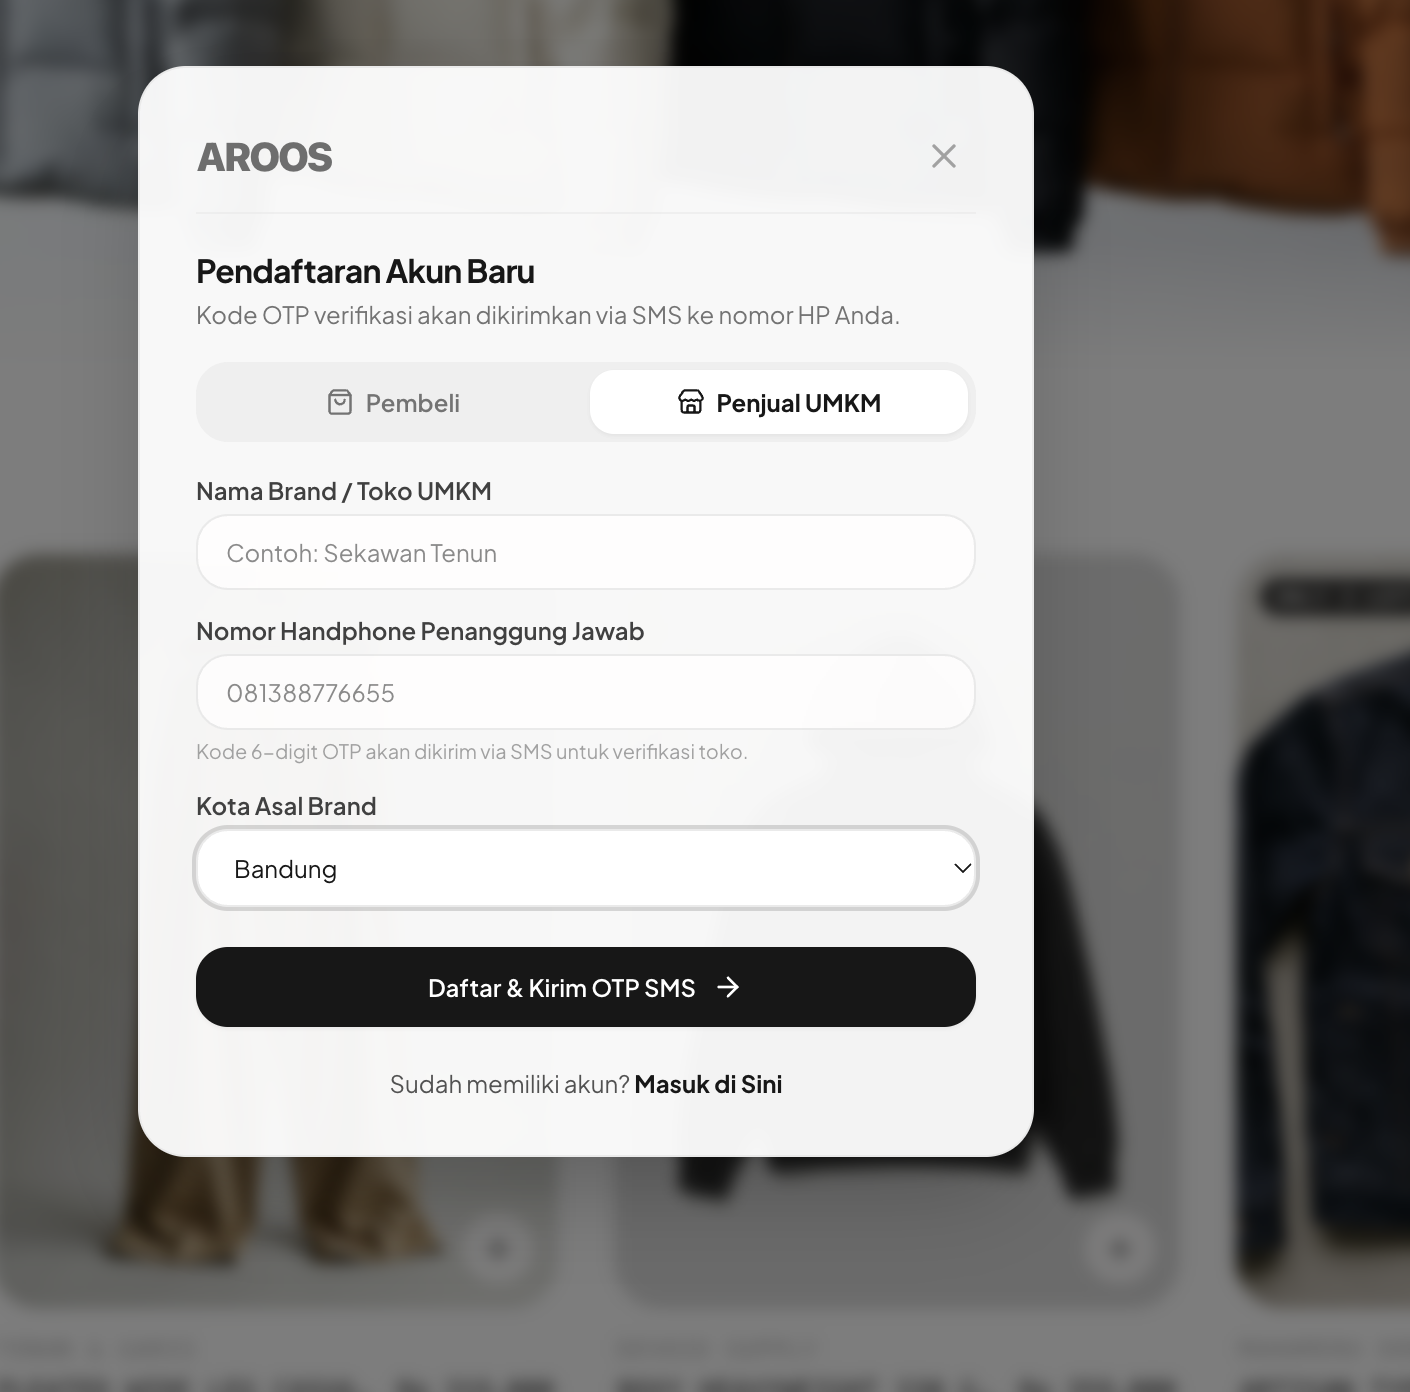 AROOS
Pendaftaran Akun Baru
Kode OTP verifikasi akan dikirimkan via SMS ke nomor HP Anda.
Pembeli
Penjual UMKM
Nama Brand / Toko UMKM
Contoh: Sekawan Tenun
Nomor Handphone Penanggung Jawab
081388776655
Kode 6-digit OTP akan dikirim via SMS untuk verifikasi toko.
Kota Asal Brand
Bandung
Daftar & Kirim OTP SMS
Sudah memiliki akun? Masuk di Sini